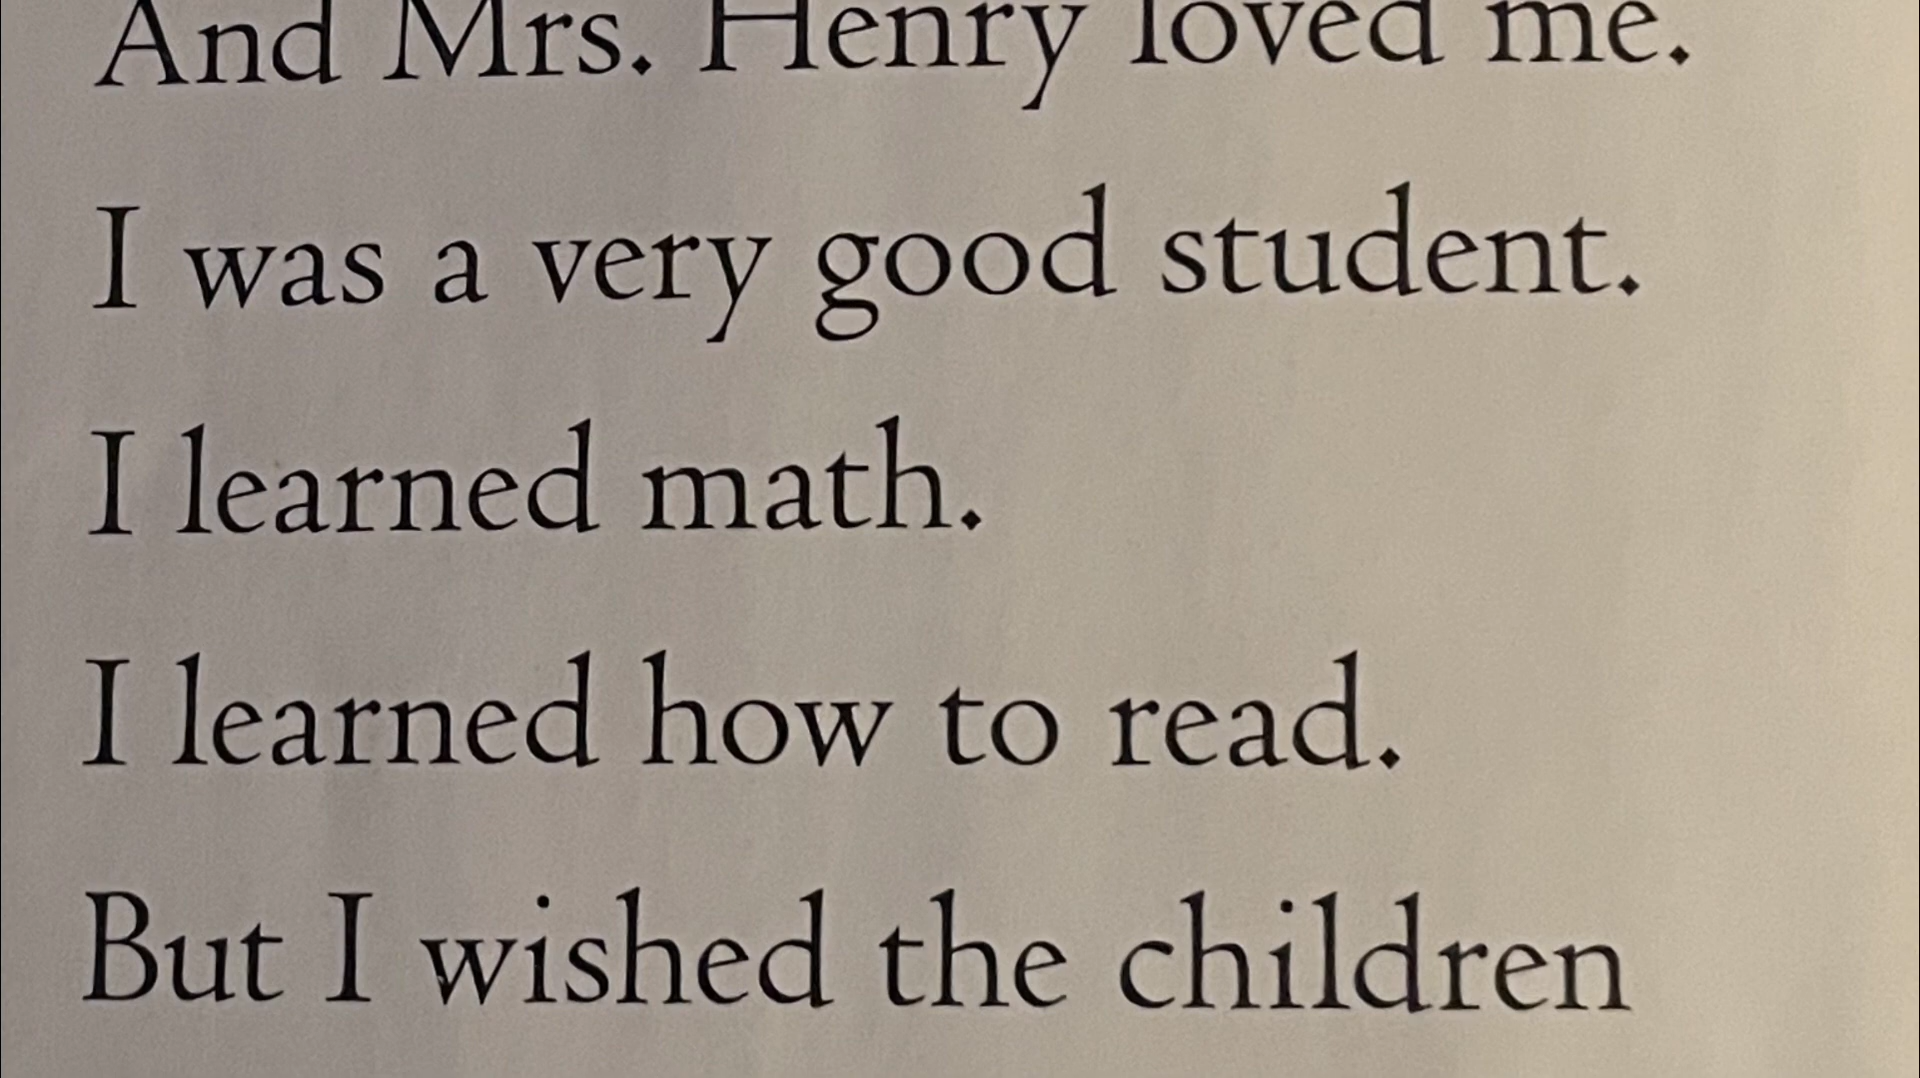 And Mrs. Henry loved me.
I was a very good student.
I learned math.
I learned how to read.
But I wished the children